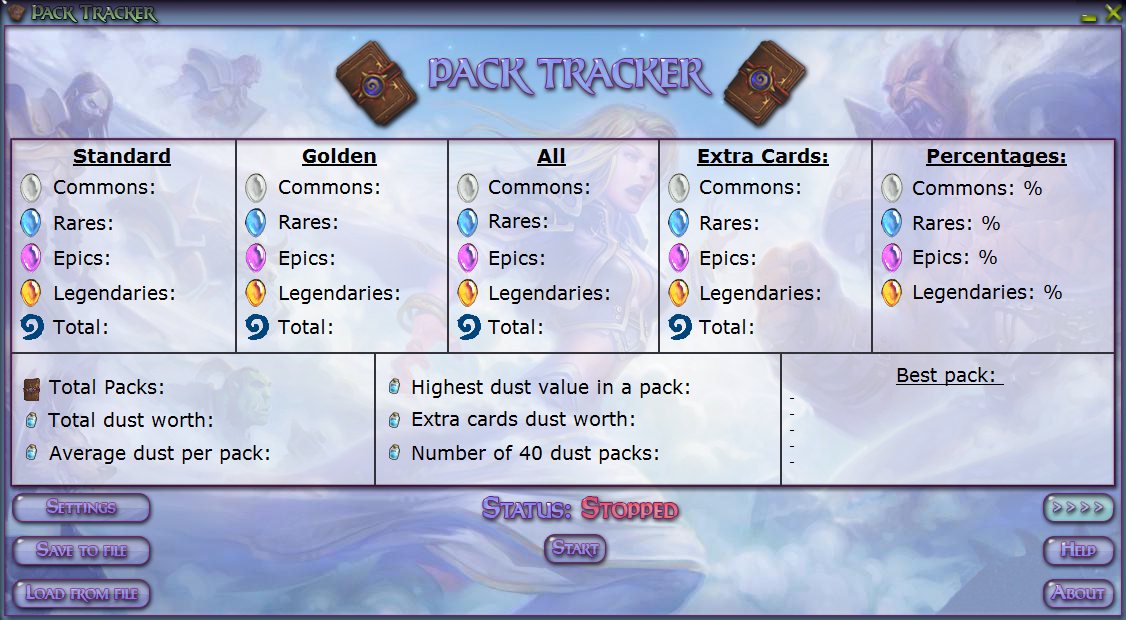 Pack Tracker
Pack Tracker
Standard
Commons:
Rares:
Epics:
Legendaries:
Total:
Golden
Commons:
Rares:
Epics:
Legendaries:
Total:
All
Commons:
Rares:
Epics:
Legendaries:
Total:
Extra Cards:
Commons:
Rares:
Epics:
Legendaries:
Total:
Percentages:
Commons: %
Rares: %
Epics: %
Legendaries: %
Total Packs:
Total dust worth:
Average dust per pack:
Highest dust value in a pack:
Extra cards dust worth:
Number of 40 dust packs:
Best pack:
-
-
-
-
-
Settings
Save to file
Load from file
Status: Stopped
Start
>>>>
Help
About